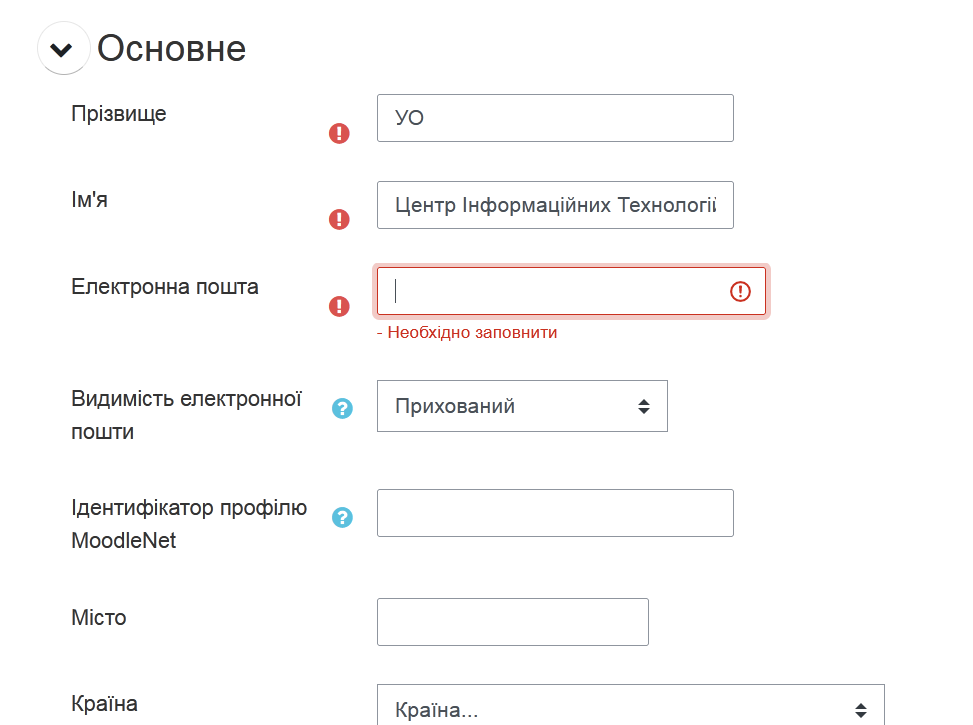 Основне
Прізвище
УО
Ім'я
Центр Інформаційних Технологій
Електронна пошта
- Необхідно заповнити
Видимість електронної
пошти
Прихований
Ідентифікатор профілю
MoodleNet
Місто
Країна
Країна...